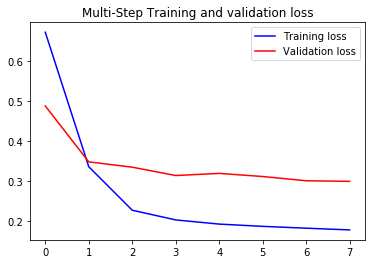 Multi-Step Training and validation loss
Training loss
Validation loss
0.6
0.5
0.4
0.3
0.2
0 1 2 3 4 5 6 7